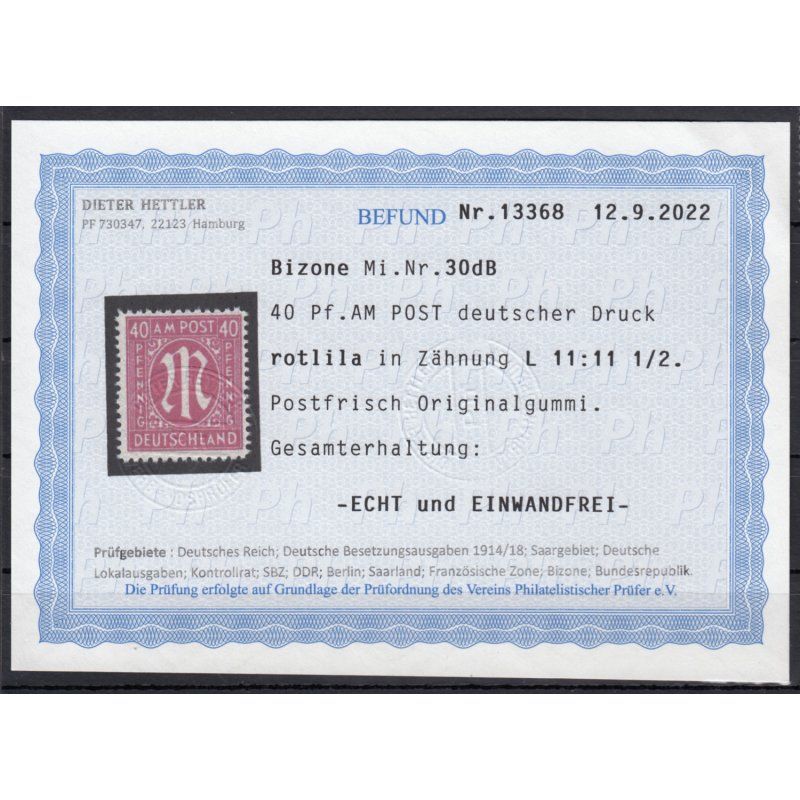 DIETER HETTLER
PF 730347, 22123 Hamburg
BEFUND Nr.13368 12.9.2022
Bizone Mi.Nr.30dB
40 Pf.AM POST deutscher Druck
rotlila in Zähnung L 11:11 1/2.
Postfrisch Originalgummi.
Gesamterhaltung:
-ECHT und EINWANDFREI-
40 AM POST 40
PFENNIG
PFENNIG
M
DEUTSCHLAND
Prüfgebiete : Deutsches Reich; Deutsche Besetzungsausgaben 1914/18; Saargebiet; Deutsche
Lokalausgaben; Kontrollrat; SBZ; DDR; Berlin; Saarland; Französische Zone; Bizone; Bundesrepublik.
Die Prüfung erfolgte auf Grundlage der Prüfordnung des Vereins Philatelistischer Prüfer e.V.